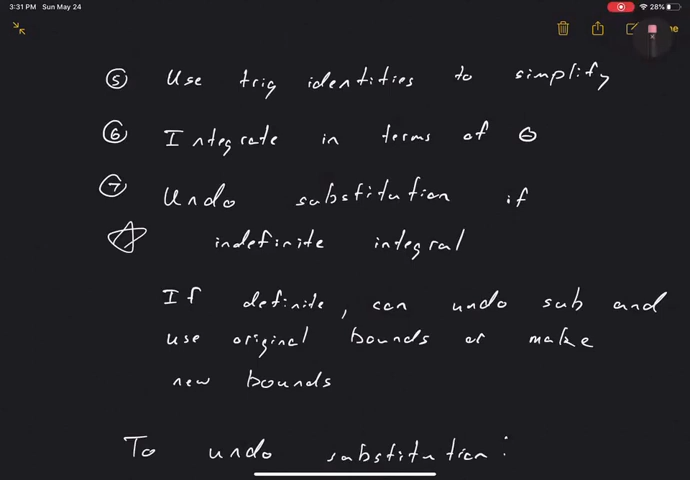 3:31 PM Sun May 24
28%
⑤ Use trig identities to simplify
⑥ Integrate in terms of θ
⑦ Undo substitution if
indefinite integral
If definite, can undo sub and
use original bounds or make
new bounds
To undo substitution: